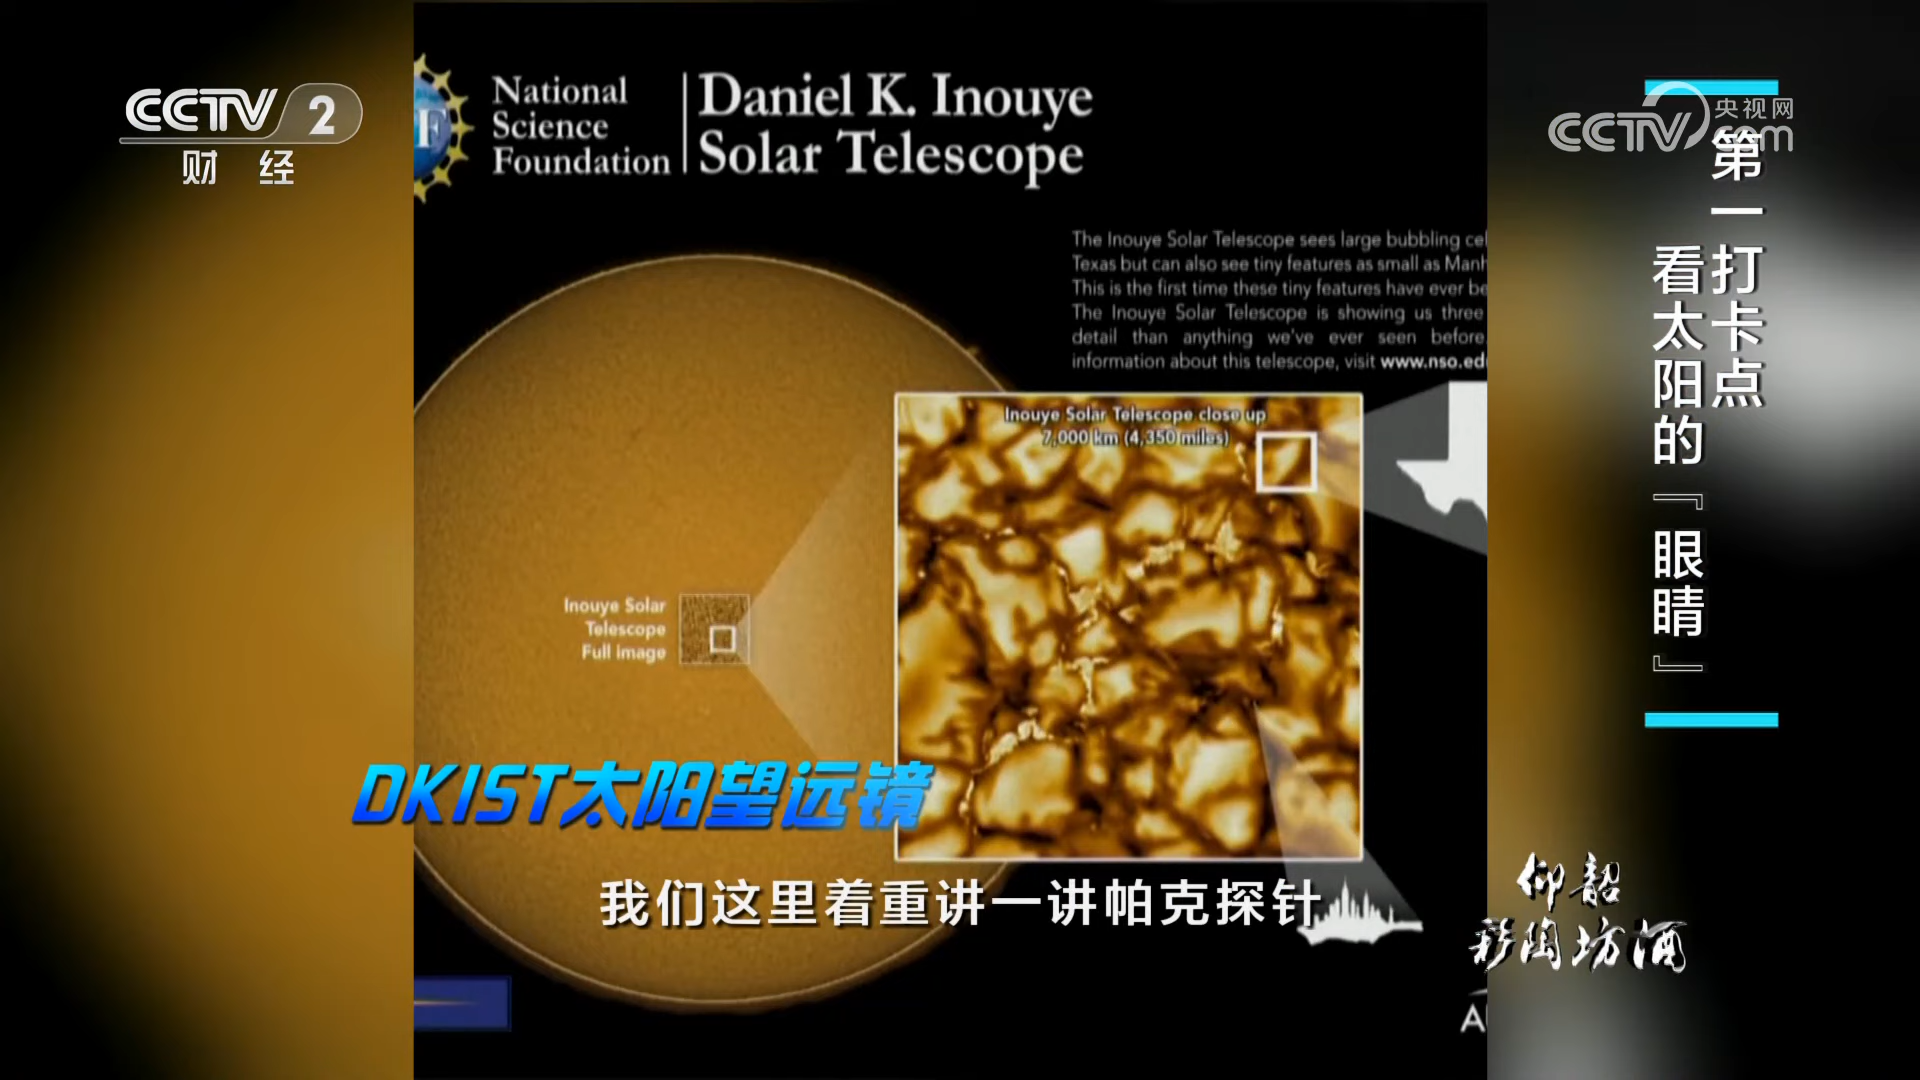 CCTV 2
财 经
National
Science
Foundation
Daniel K. Inouye
Solar Telescope
CCTV 央视网
com
第一打卡点
看太阳的『眼睛』
The Inouye Solar Telescope sees large bubbling
Texas but can also see tiny features as small as
This is the first time these tiny features have ever
The Inouye Solar Telescope is showing us three
detail than anything we've ever seen before.
information about this telescope, visit www.nso.ed
Inouye Solar Telescope close up
7,000 km (4,350 miles)
Inouye Solar
Telescope
Full image
DKIST太阳望远镜
我们这里着重讲一讲帕克探针
仰韶
彩陶坊酒